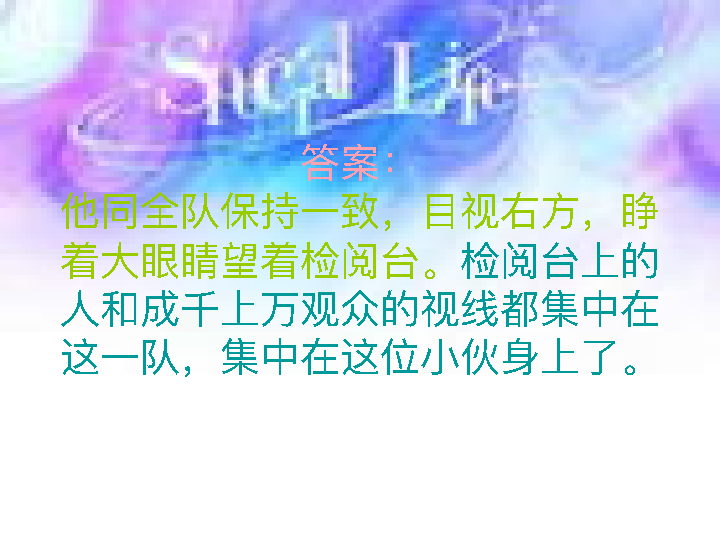 Special Life
答案：
他同全队保持一致，目视右方，睁
着大眼睛望着检阅台。检阅台上的
人和成千上万观众的视线都集中在
这一队，集中在这位小伙身上了。